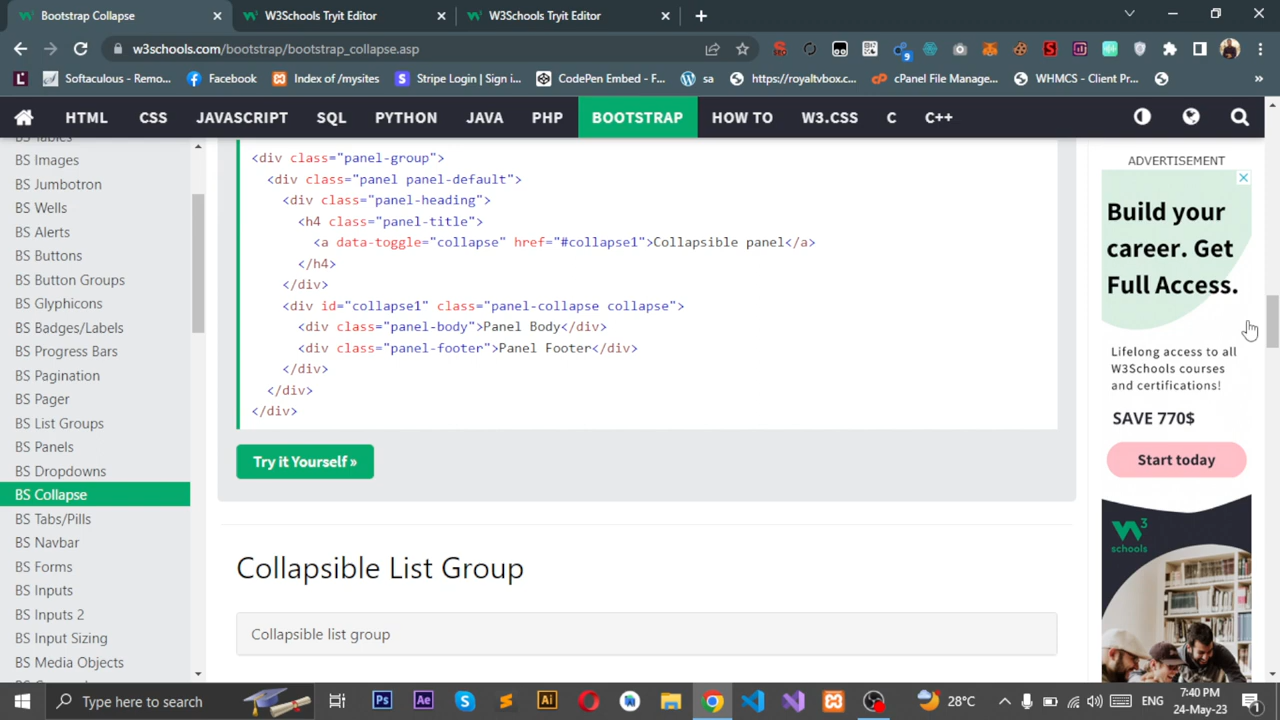 Bootstrap Collapse
W3Schools Tryit Editor
W3Schools Tryit Editor
w3schools.com/bootstrap/bootstrap_collapse.asp
9
Softaculous - Remo...
Facebook
Index of /mysites
Stripe Login | Sign i...
CodePen Embed - F...
sa
https://royaltvbox.c...
cPanel File Manage...
WHMCS - Client Pr...
HTML
CSS
JAVASCRIPT
SQL
PYTHON
JAVA
PHP
BOOTSTRAP
HOW TO
W3.CSS
C
C++
BS Tables
BS Images
BS Jumbotron
BS Wells
BS Alerts
BS Buttons
BS Button Groups
BS Glyphicons
BS Badges/Labels
BS Progress Bars
BS Pagination
BS Pager
BS List Groups
BS Panels
BS Dropdowns
BS Collapse
BS Tabs/Pills
BS Navbar
BS Forms
BS Inputs
BS Inputs 2
BS Input Sizing
BS Media Objects
<div class="panel-group">
<div class="panel panel-default">
<div class="panel-heading">
<h4 class="panel-title">
<a data-toggle="collapse" href="#collapse1">Collapsible panel</a>
</h4>
</div>
<div id="collapse1" class="panel-collapse collapse">
<div class="panel-body">Panel Body</div>
<div class="panel-footer">Panel Footer</div>
</div>
</div>
</div>
Try it Yourself »
Collapsible List Group
Collapsible list group
ADVERTISEMENT
Build your
career. Get
Full Access.
Lifelong access to all
W3Schools courses
and certifications!
SAVE 770$
Start today
W3
schools
Type here to search
Ps
Ae
Ai
28°C
ENG
7:40 PM
24-May-23
1